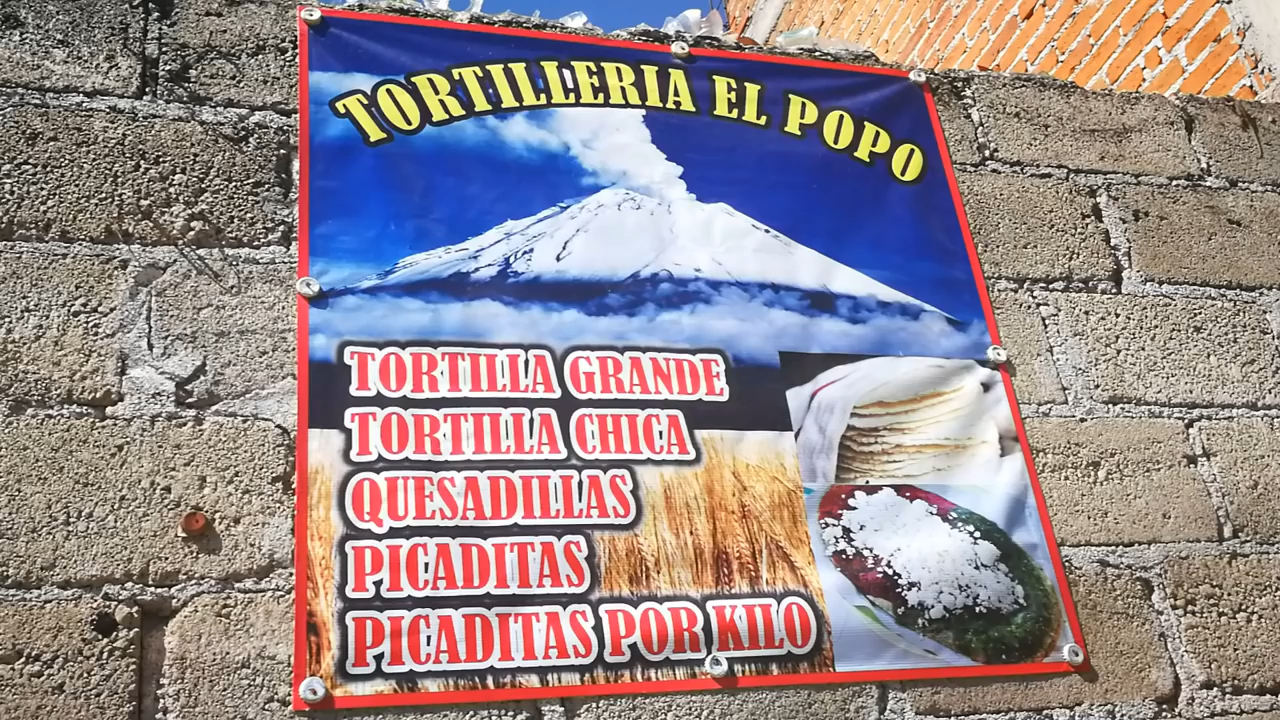 TORTILLERIA EL POPO
TORTILLA GRANDE
TORTILLA CHICA
QUESADILLAS
PICADITAS
PICADITAS POR KILO